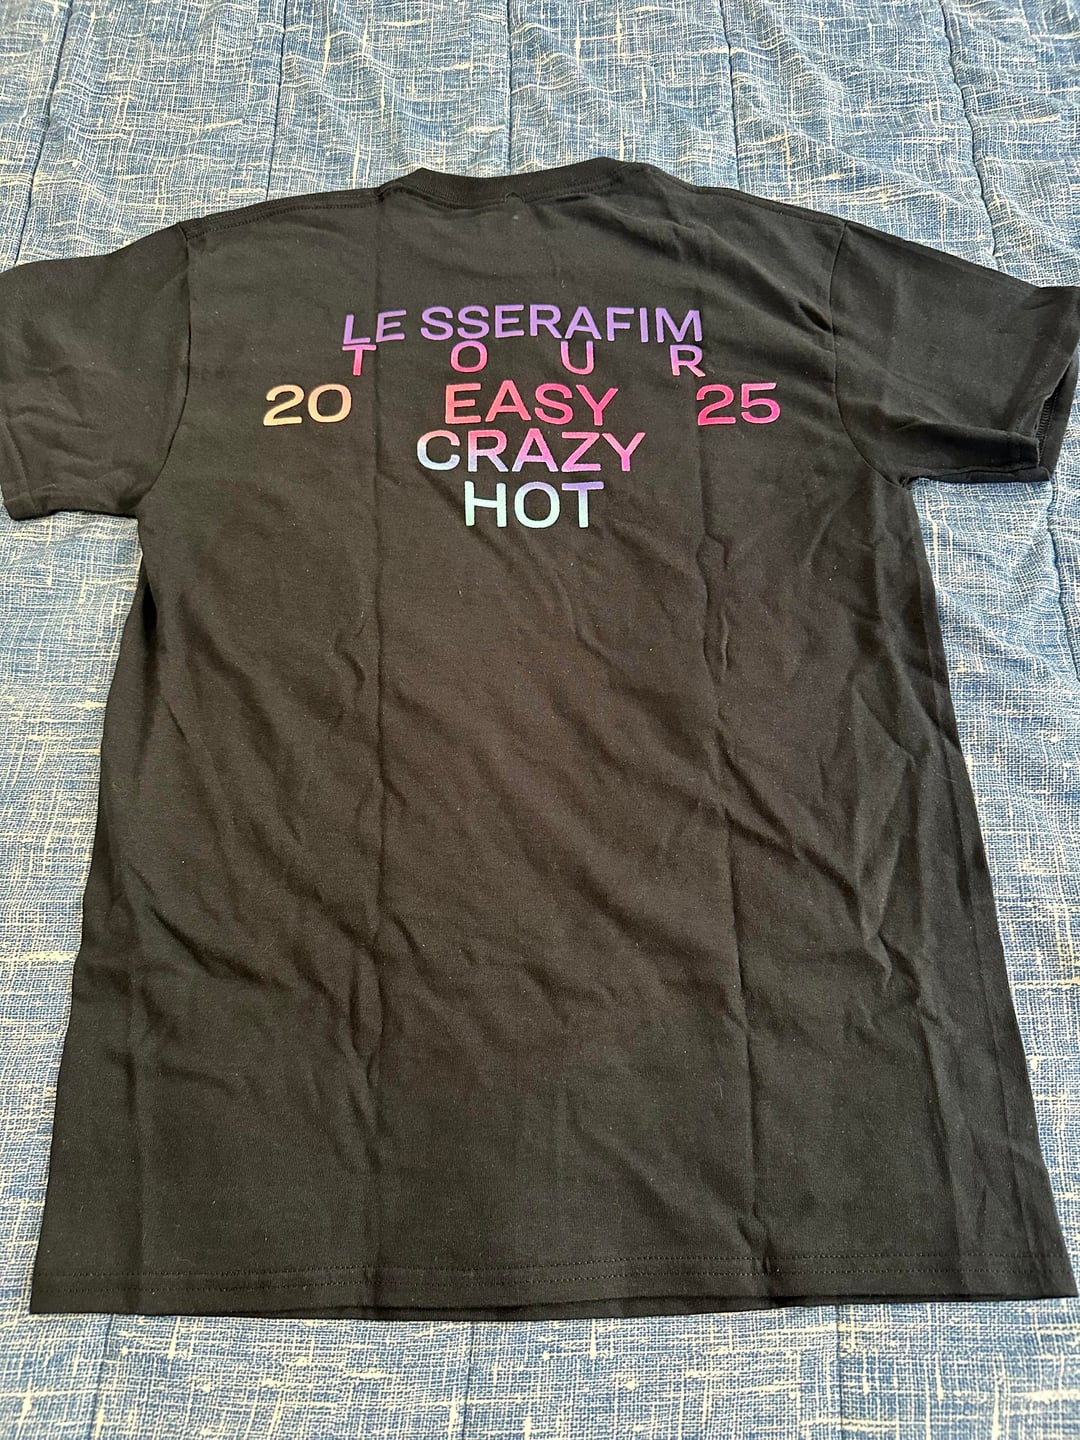 LE SSERAFIM
T O U R
20 EASY 25
CRAZY
HOT